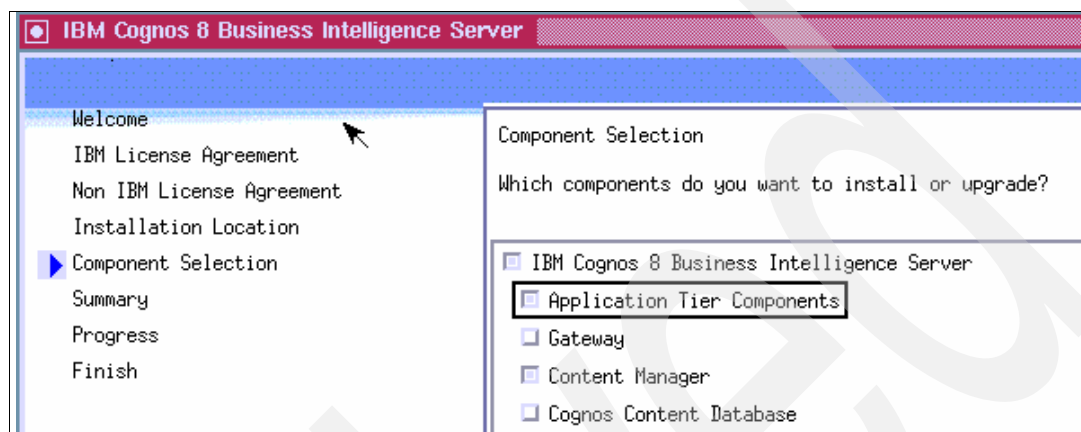 IBM Cognos 8 Business Intelligence Server
Welcome
IBM License Agreement
Non IBM License Agreement
Installation Location
Component Selection
Summary
Progress
Finish
Component Selection
Which components do you want to install or upgrade?
IBM Cognos 8 Business Intelligence Server
Application Tier Components
Gateway
Content Manager
Cognos Content Database